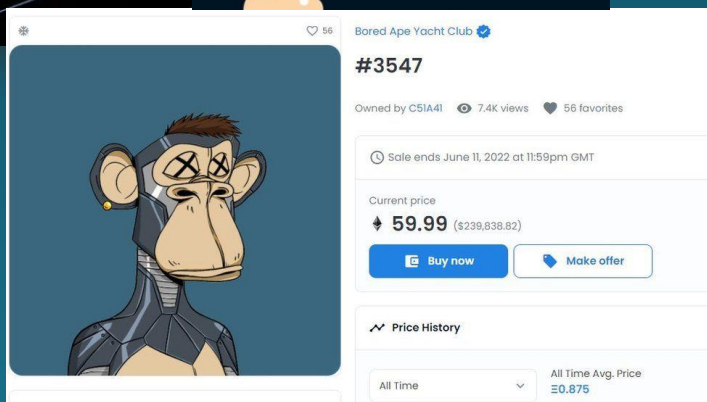 56
Bored Ape Yacht Club
#3547
Owned by C51A41 7.4K views 56 favorites
Sale ends June 11, 2022 at 11:59pm GMT
Current price
59.99 ($239,838.82)
Buy now Make offer
Price History
All Time
All Time Avg. Price
Ξ0.875